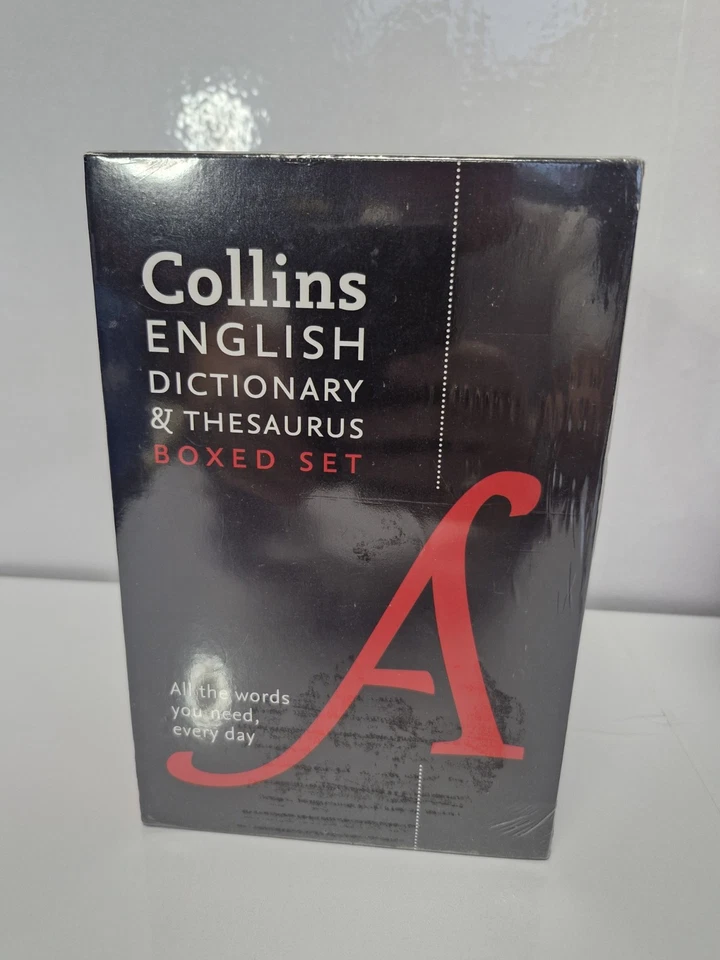 Collins
ENGLISH
DICTIONARY
& THESAURUS
BOXED SET
A
All the words
you need,
every day